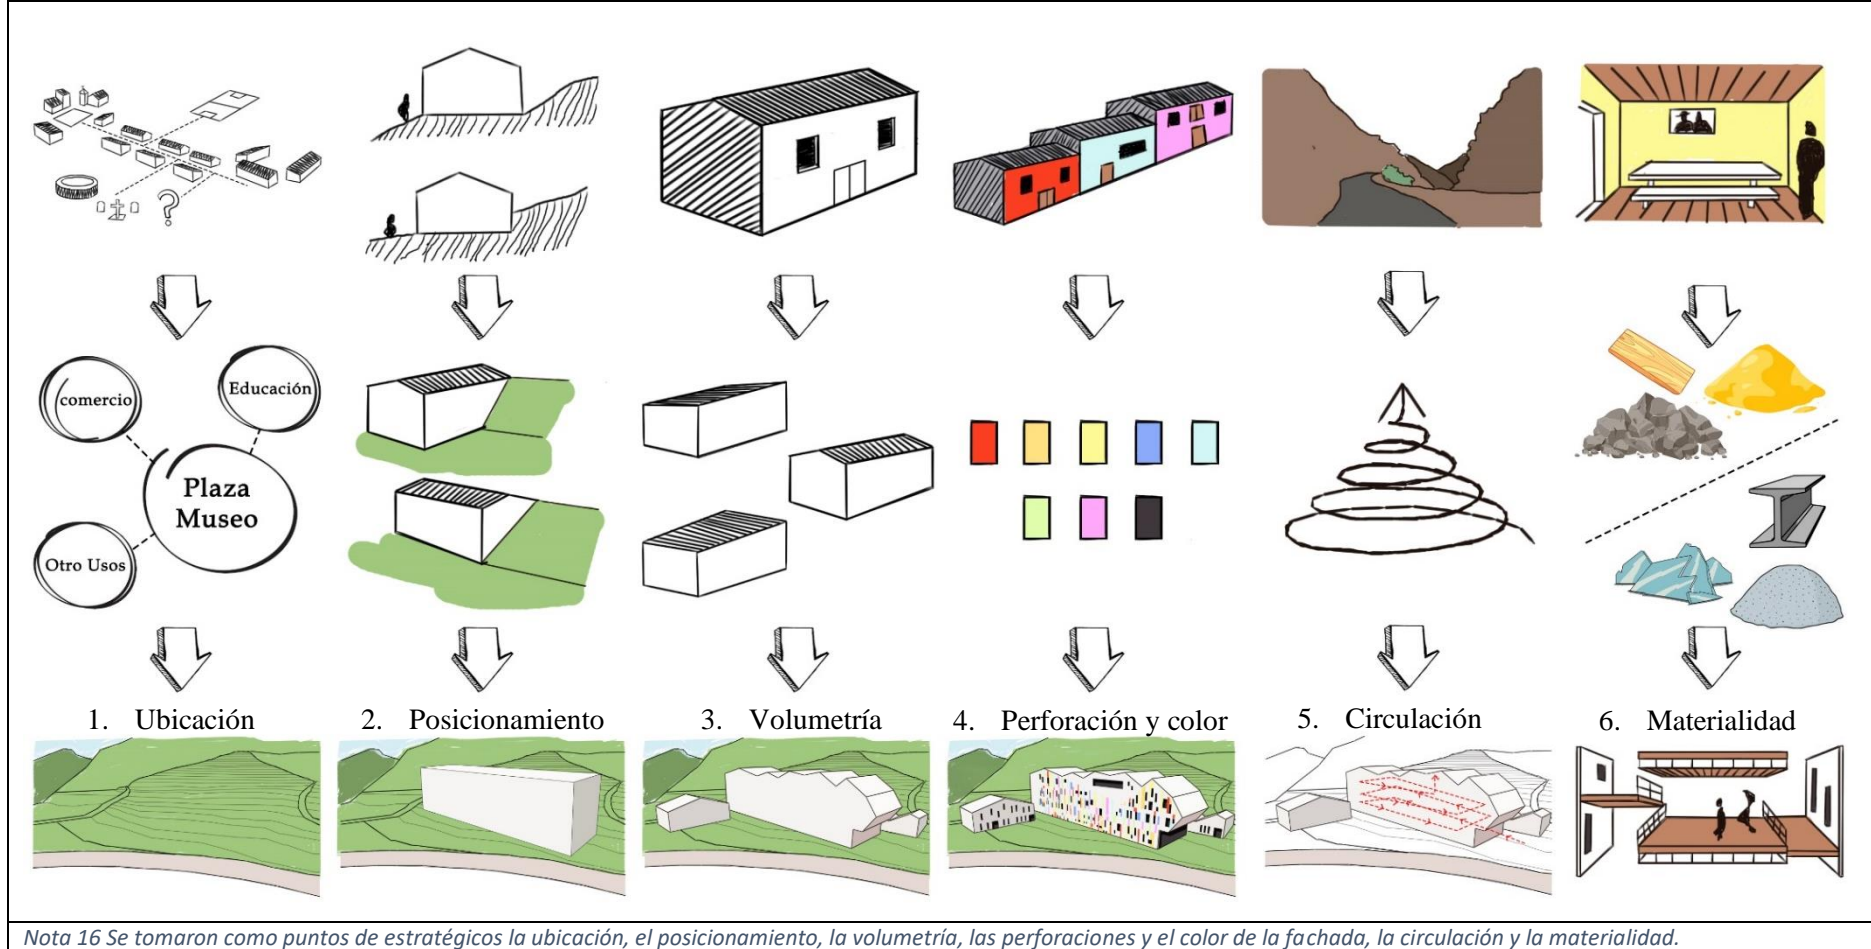 ?
comercio
Educación
Plaza
Museo
Otro Usos
1. Ubicación
2. Posicionamiento
3. Volumetría
4. Perforación y color
5. Circulación
6. Materialidad
Nota 16 Se tomaron como puntos de estratégicos la ubicación, el posicionamiento, la volumetría, las perforaciones y el color de la fachada, la circulación y la materialidad.